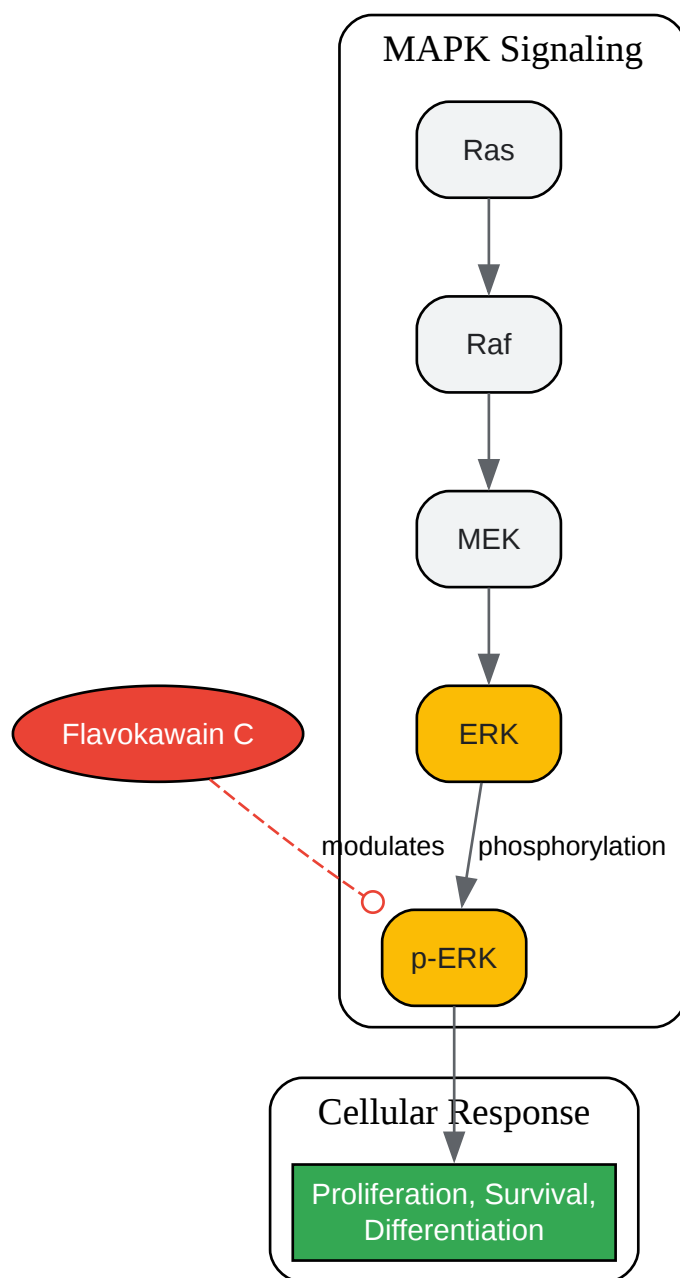 MAPK Signaling
Ras
Raf
MEK
Flavokawain C
ERK
modulates
phosphorylation
p-ERK
Cellular Response
Proliferation, Survival,
Differentiation